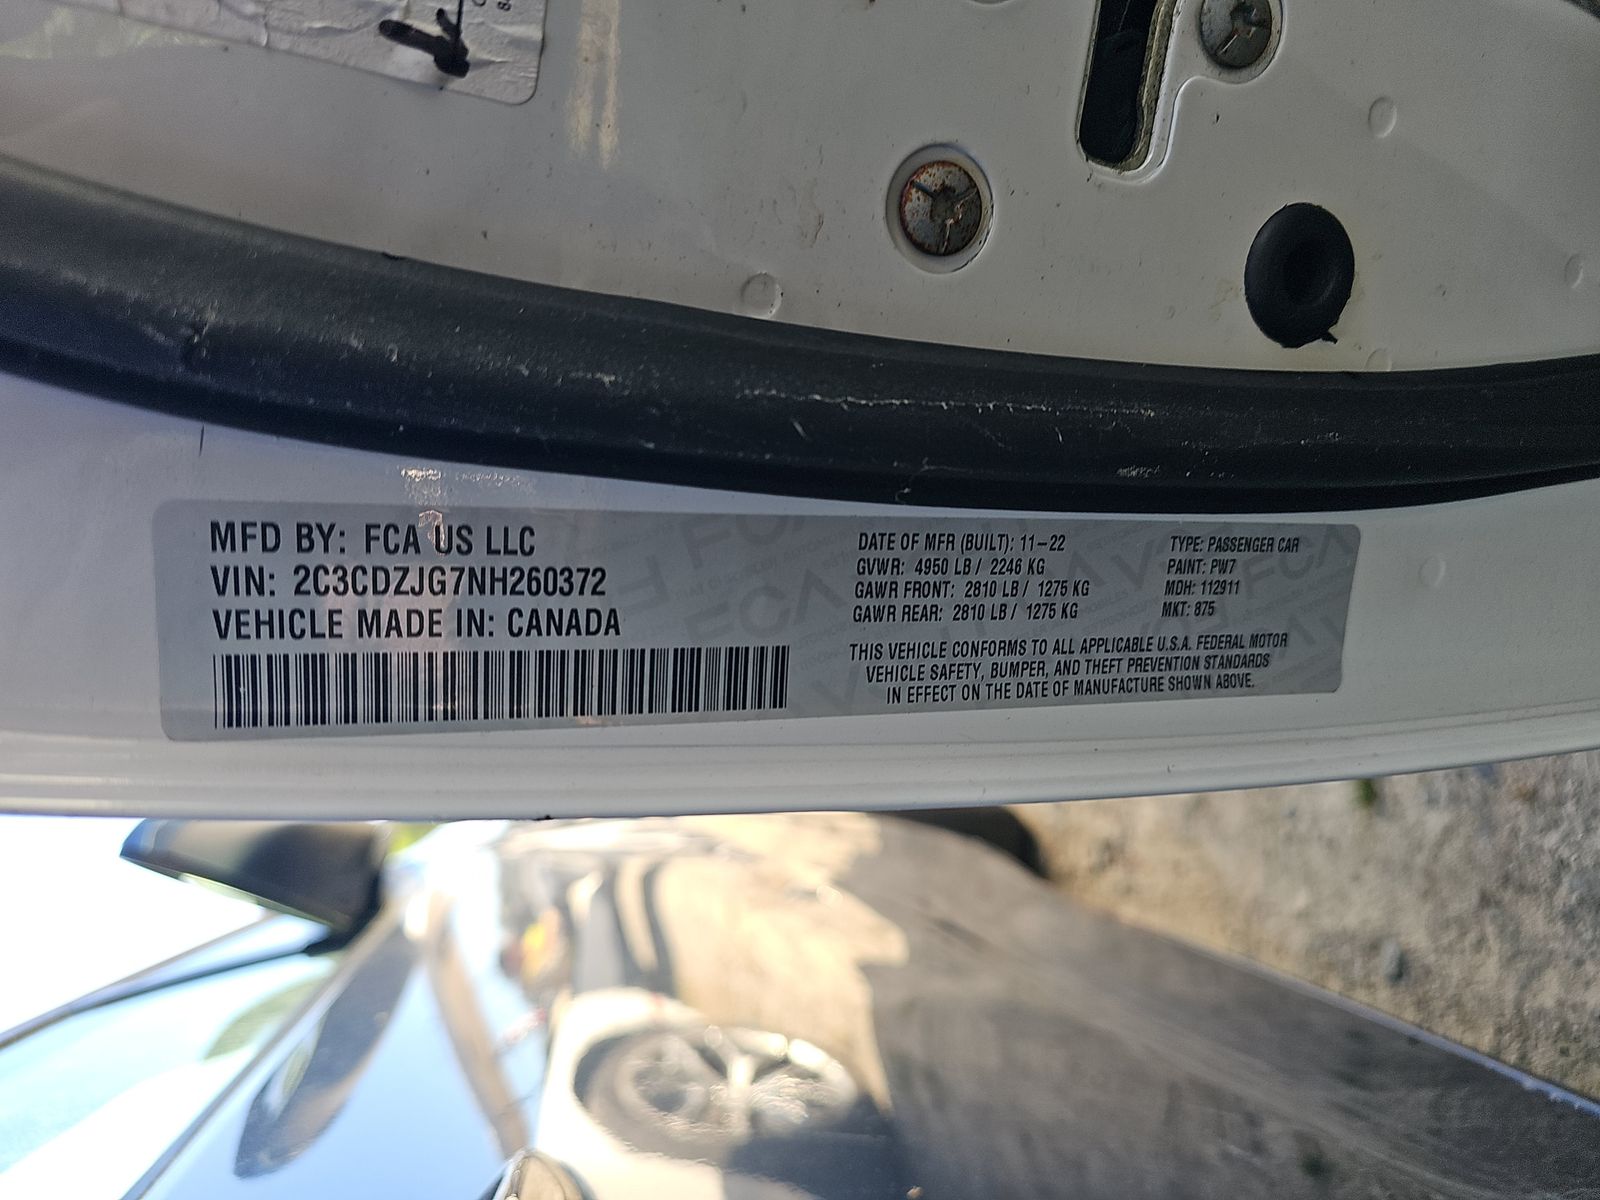 MFD BY: FCA US LLC
VIN: 2C3CDZJG7NH260372
VEHICLE MADE IN: CANADA
DATE OF MFR (BUILT): 11-22
GVWR: 4950 LB / 2246 KG
GAWR FRONT: 2810 LB / 1275 KG
GAWR REAR: 2810 LB / 1275 KG
TYPE: PASSENGER CAR
PAINT: PW7
MDH: 112911
MKT: 875
THIS VEHICLE CONFORMS TO ALL APPLICABLE U.S.A. FEDERAL MOTOR
VEHICLE SAFETY, BUMPER, AND THEFT PREVENTION STANDARDS
IN EFFECT ON THE DATE OF MANUFACTURE SHOWN ABOVE.